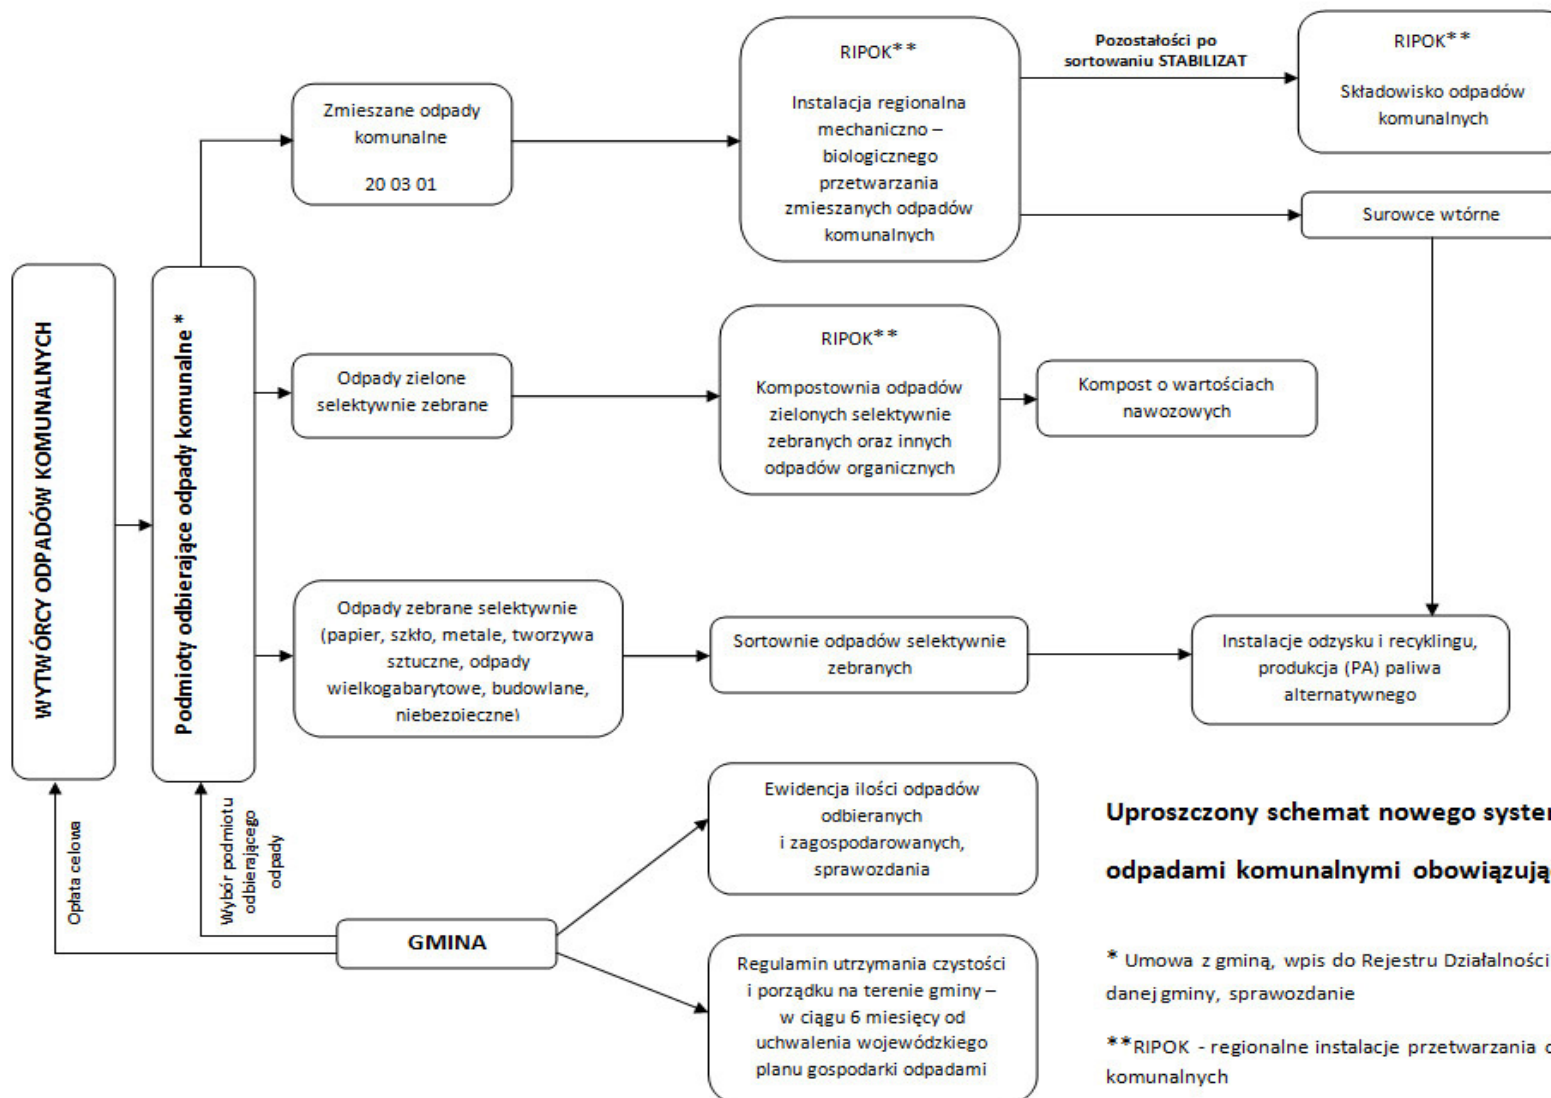 RIPOK**
Instalacja regionalna
mechaniczno –
biologicznego
przetwarzania
zmieszanych odpadów
komunalnych
Pozostałości po
sortowaniu STABILIZAT
RIPOK**
Składowisko odpadów
komunalnych
Zmieszane odpady
komunalne
20 03 01
Surowce wtórne
WYTWÓRCY ODPADÓW KOMUNALNYCH
Podmioty odbierające odpady komunalne *
Odpady zielone
selektywnie zebrane
RIPOK**
Kompostownia odpadów
zielonych selektywnie
zebranych oraz innych
odpadów organicznych
Kompost o wartościach
nawozowych
Odpady zebrane selektywnie
(papier, szkło, metale, tworzywa
sztuczne, odpady
wielkogabarytowe, budowlane,
niebezpieczne)
Sortownie odpadów selektywnie
zebranych
Instalacje odzysku i recyklingu,
produkcja (PA) paliwa
alternatywnego
Opłata celowa
Wybór podmiotu
odbierającego
odpady
GMINA
Ewidencja ilości odpadów
odbieranych
i zagospodarowanych,
sprawozdania
Regulamin utrzymania czystości
i porządku na terenie gminy –
w ciągu 6 miesięcy od
uchwalenia wojewódzkiego
planu gospodarki odpadami
Uproszczony schemat nowego
odpadami komunalnymi
* Umowa z gminą, wpis do Rejestru Działalności
danej gminy, sprawozdanie
**RIPOK - regionalne instalacje przetwarzania
komunalnych